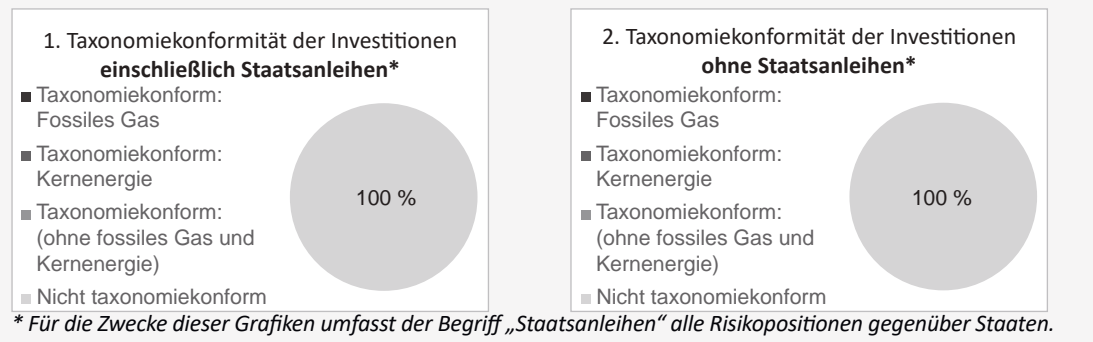 1. Taxonomiekonformität der Investitionen
einschließlich Staatsanleihen*
Taxonomiekonform:
Fossiles Gas
Taxonomiekonform:
Kernenergie
Taxonomiekonform:
(ohne fossiles Gas und
Kernenergie)
Nicht taxonomiekonform
100 %
2. Taxonomiekonformität der Investitionen
ohne Staatsanleihen*
Taxonomiekonform:
Fossiles Gas
Taxonomiekonform:
Kernenergie
Taxonomiekonform:
(ohne fossiles Gas und
Kernenergie)
Nicht taxonomiekonform
100 %
* Für die Zwecke dieser Grafiken umfasst der Begriff „Staatsanleihen“ alle Risikopositionen gegenüber Staaten.